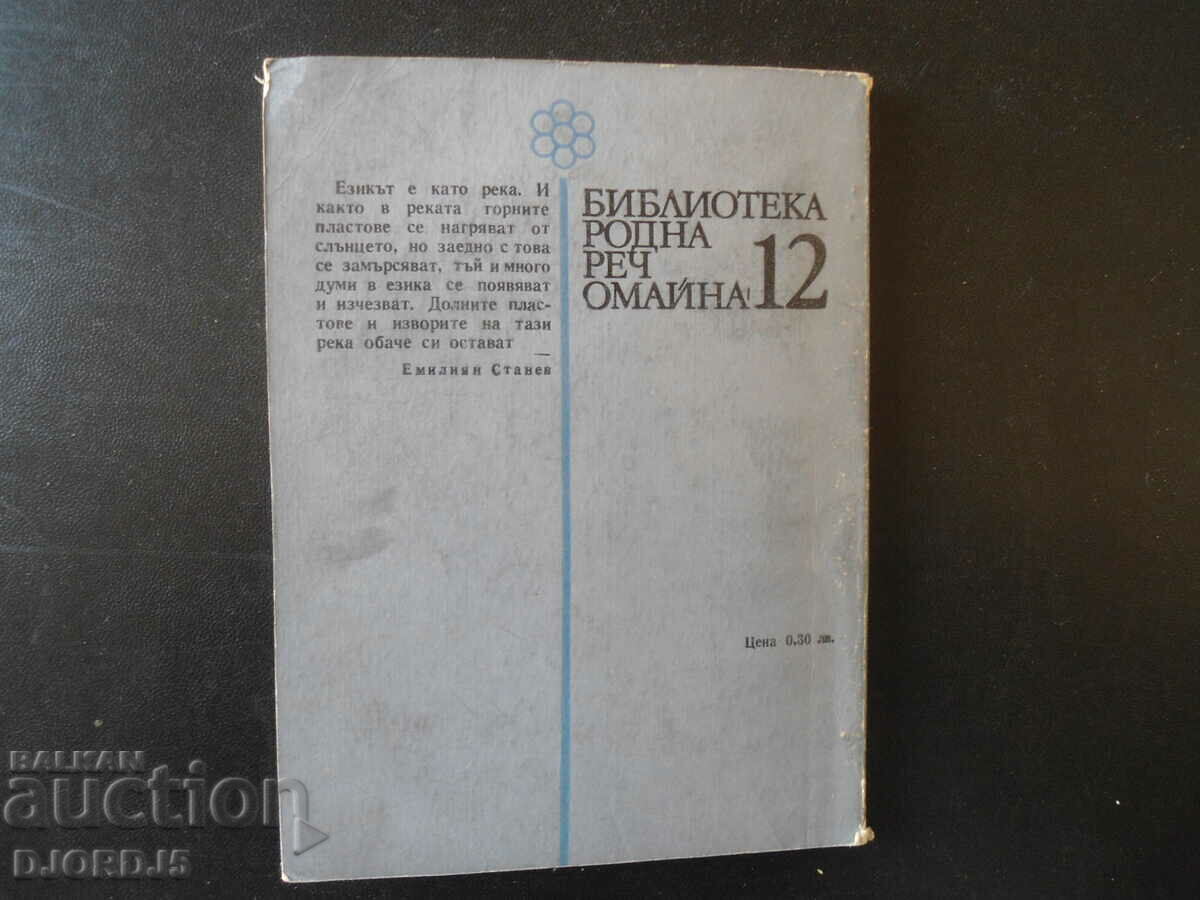 Езикът е като река. И
както в реката горните
пластове се нагряват от
слънцето, но заедно с това
се замърсяват, тъй и много
думи в езика се появяват
и изчезват. Долните плас-
тове и изворите на тази
река обаче си остават
Емилиян Станев
БИБЛИОТЕКА
РОДНА
РЕЧ
ОМАЙНА! 12
Цена 0.30 лв.
BALKAN
auction
DJORD.J5